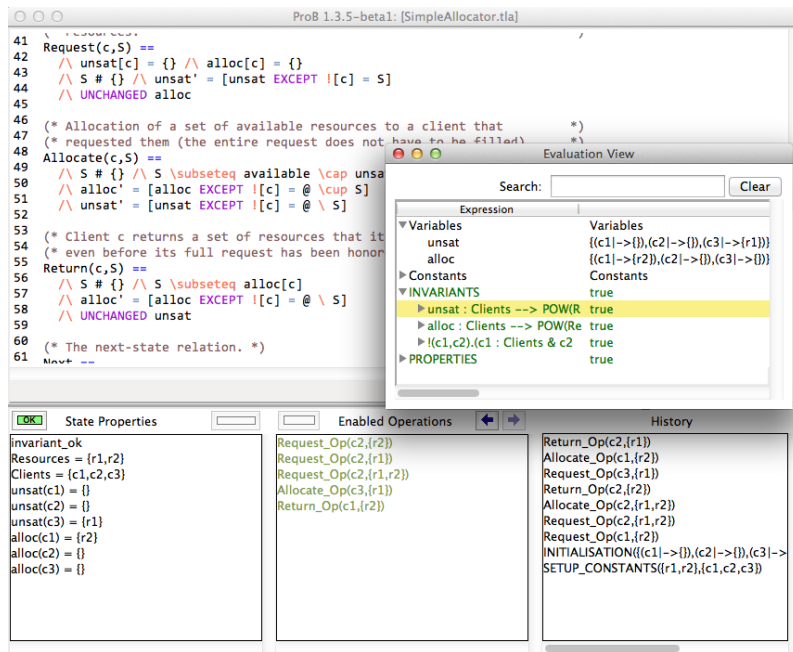 ProB 1.3.5-beta1: [SimpleAllocator.tla]
41 (* resources. *)
42 Request(c,S) ==
43 /\ unsat[c] = {} /\ alloc[c] = {}
44 /\ S # {} /\ unsat' = [unsat EXCEPT ![c] = S]
45 /\ UNCHANGED alloc
46
47 (* Allocation of a set of available resources to a client that *)
48 (* requested them (the entire request does not have to be filled). *)
49 Allocate(c,S) ==
50 /\ S # {} /\ S \subseteq available \cap unsa
51 /\ alloc' = [alloc EXCEPT ![c] = @ \cup S]
52 /\ unsat' = [unsat EXCEPT ![c] = @ \ S]
53
54 (* Client c returns a set of resources that it
55 (* even before its full request has been honor
56 Return(c,S) ==
57 /\ S # {} /\ S \subseteq alloc[c]
58 /\ alloc' = [alloc EXCEPT ![c] = @ \ S]
59 /\ UNCHANGED unsat
60
61 (* The next-state relation. *)
Next ==
Evaluation View
Search: Clear
Expression
Variables Variables
unsat {(c1|->{}),(c2|->{}),(c3|->{r1})}
alloc {(c1|->{r2}),(c2|->{}),(c3|->{})}
Constants Constants
INVARIANTS true
unsat : Clients --> POW(R true
alloc : Clients --> POW(Re true
!(c1,c2).(c1 : Clients & c2 true
PROPERTIES true
OK State Properties
invariant_ok
Resources = {r1,r2}
Clients = {c1,c2,c3}
unsat(c1) = {}
unsat(c2) = {}
unsat(c3) = {r1}
alloc(c1) = {r2}
alloc(c2) = {}
alloc(c3) = {}
Enabled Operations
Request_Op(c2,{r2})
Request_Op(c2,{r1})
Request_Op(c2,{r1,r2})
Allocate_Op(c3,{r1})
Return_Op(c1,{r2})
History
Return_Op(c2,{r1})
Allocate_Op(c1,{r2})
Request_Op(c3,{r1})
Return_Op(c2,{r2})
Allocate_Op(c2,{r1,r2})
Request_Op(c2,{r1,r2})
Request_Op(c1,{r2})
INITIALISATION({(c1|->{}),(c2|->{}),(c3|->
SETUP_CONSTANTS({r1,r2},{c1,c2,c3})